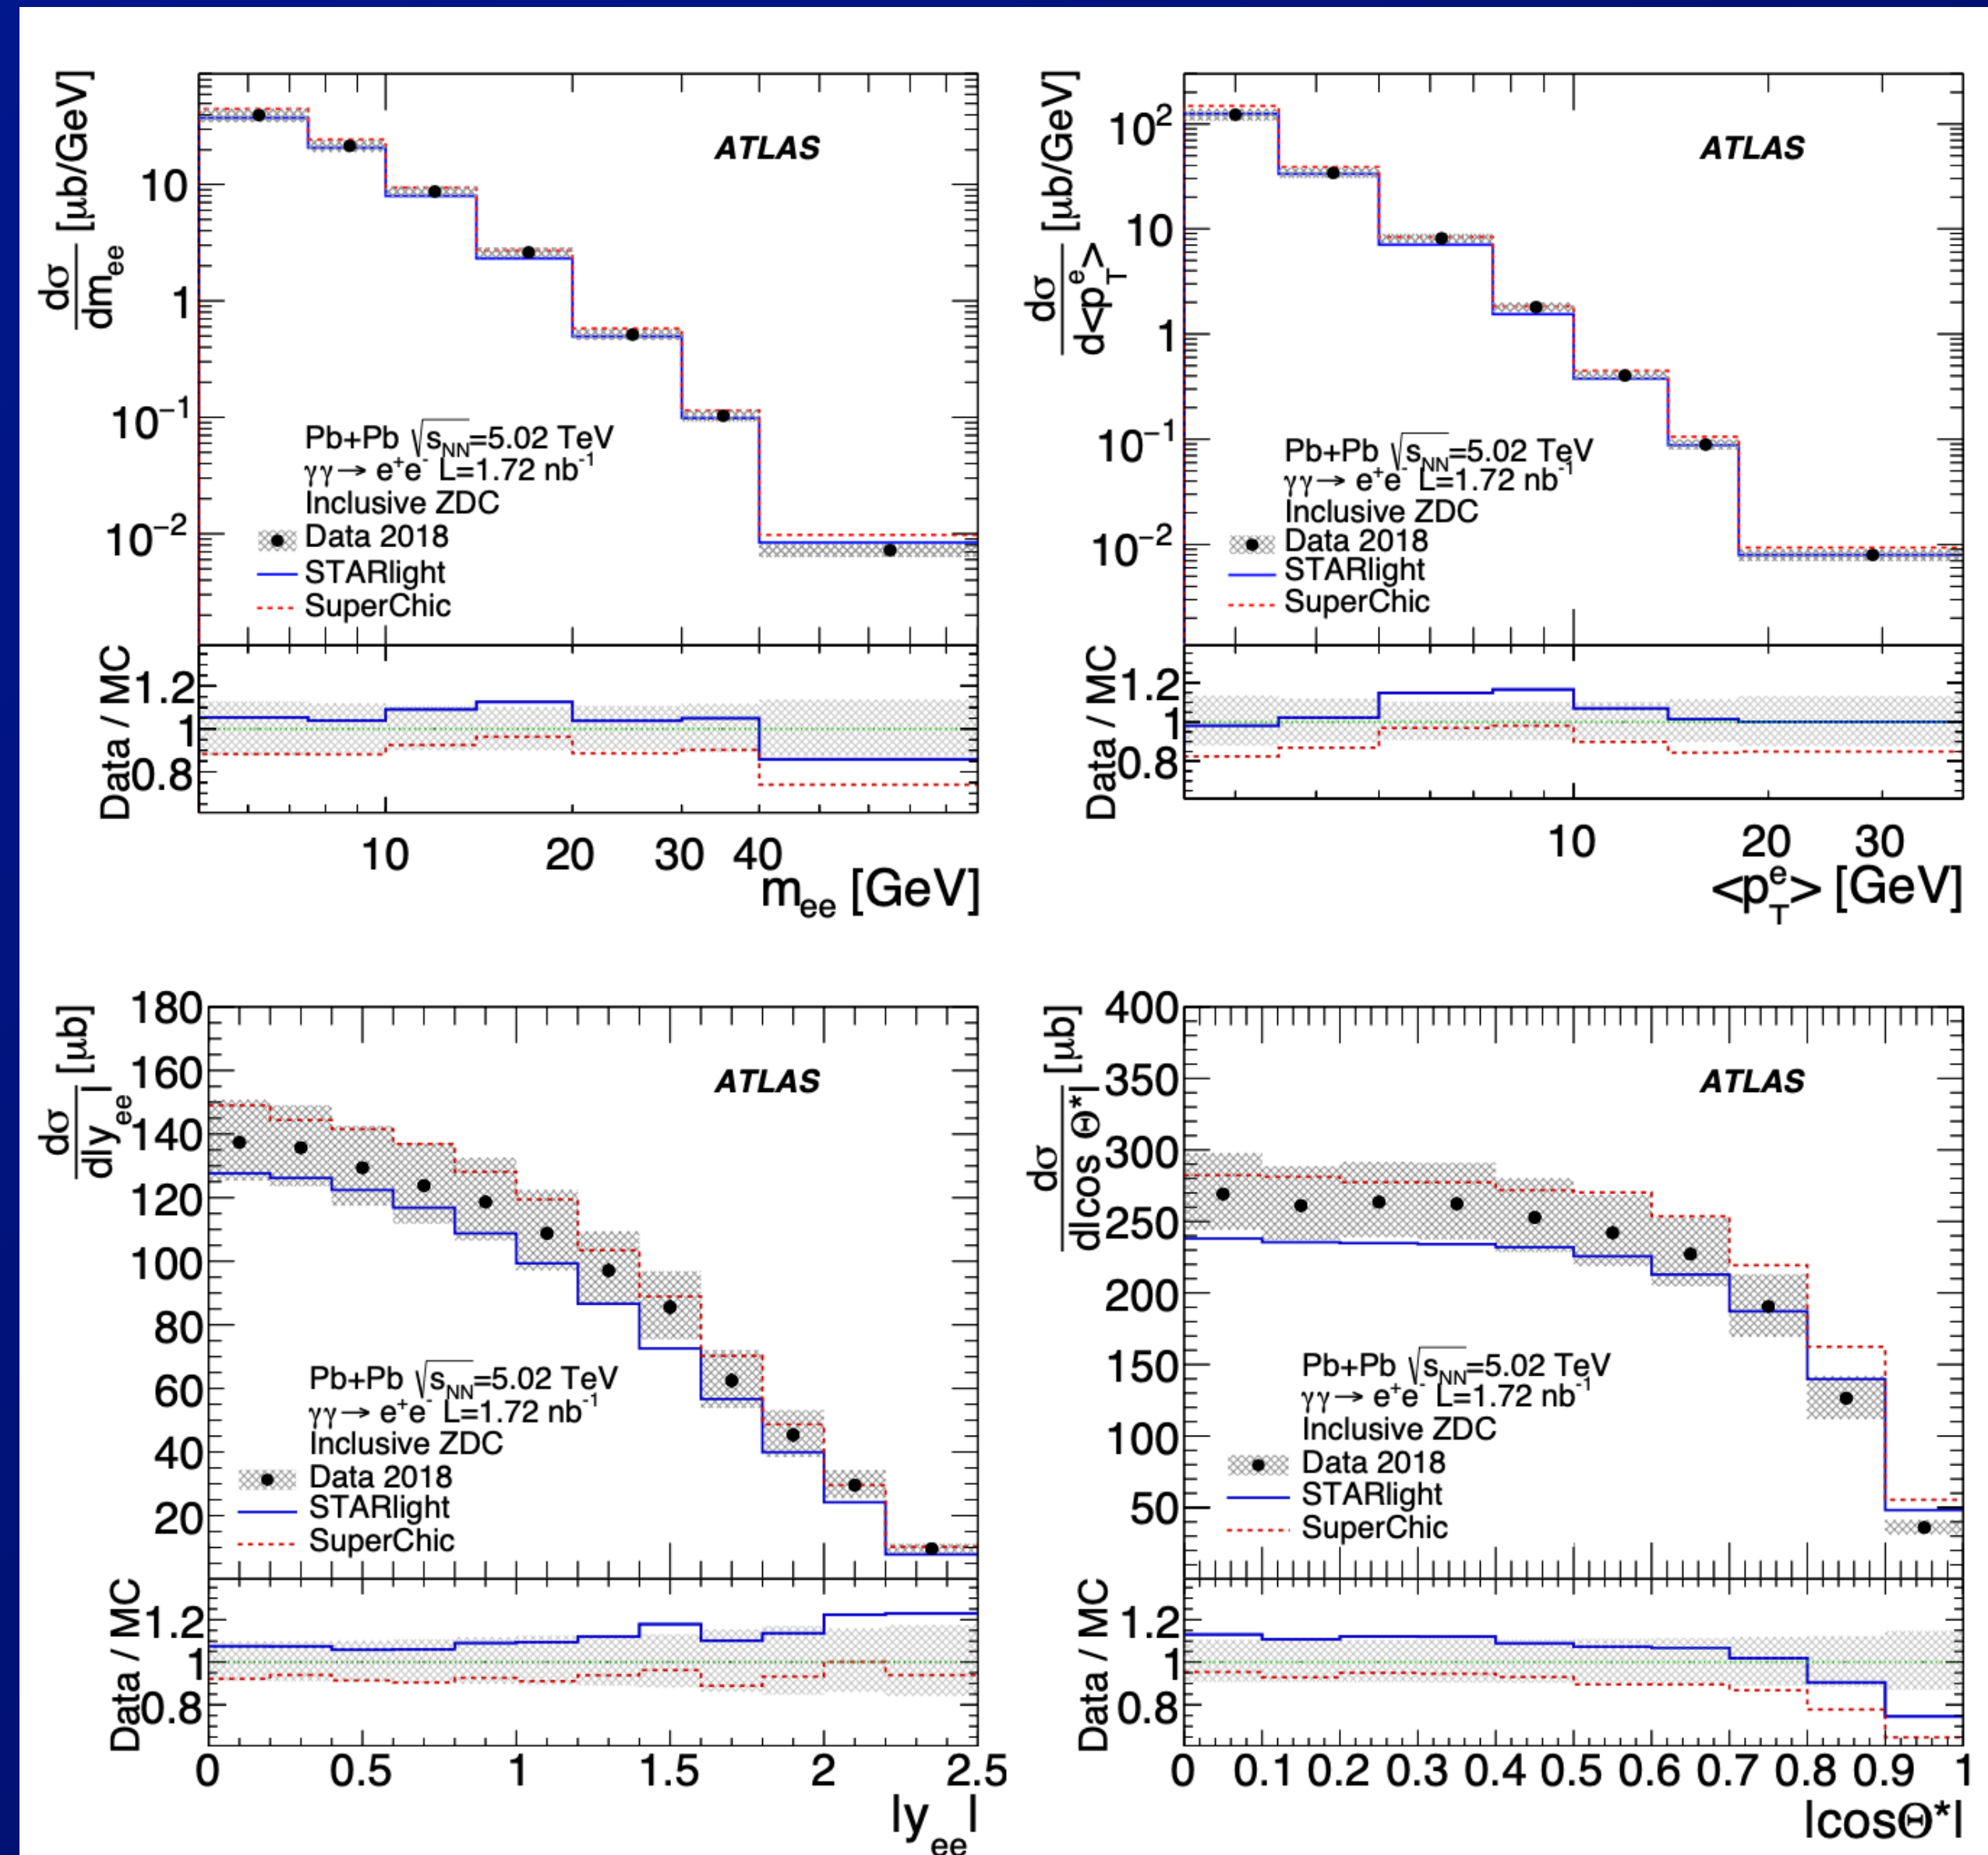 dσ/dm_ee [μb/GeV]
ATLAS
10
1
10⁻¹
10⁻²
Pb+Pb √s_NN=5.02 TeV
γγ→ e⁺e⁻ L=1.72 nb⁻¹
Inclusive ZDC
Data 2018
STARlight
SuperChic
Data / MC
1.2
1
0.8
10 20 30 40
m_ee [GeV]
dσ/d<p_T^e> [μb/GeV]
ATLAS
10²
10
1
10⁻¹
10⁻²
Pb+Pb √s_NN=5.02 TeV
γγ→ e⁺e⁻ L=1.72 nb⁻¹
Inclusive ZDC
Data 2018
STARlight
SuperChic
Data / MC
1.2
1
0.8
10 20 30
<p_T^e> [GeV]
dσ/d|y_ee| [μb]
ATLAS
180
160
140
120
100
80
60
40
20
Pb+Pb √s_NN=5.02 TeV
γγ→ e⁺e⁻ L=1.72 nb⁻¹
Inclusive ZDC
Data 2018
STARlight
SuperChic
Data / MC
1.2
1
0.8
0 0.5 1 1.5 2 2.5
|y_ee|
dσ/d|cos Θ*| [μb]
ATLAS
400
350
300
250
200
150
100
50
Pb+Pb √s_NN=5.02 TeV
γγ→ e⁺e⁻ L=1.72 nb⁻¹
Inclusive ZDC
Data 2018
STARlight
SuperChic
Data / MC
1.2
1
0.8
0 0.1 0.2 0.3 0.4 0.5 0.6 0.7 0.8 0.9 1
|cosΘ*|